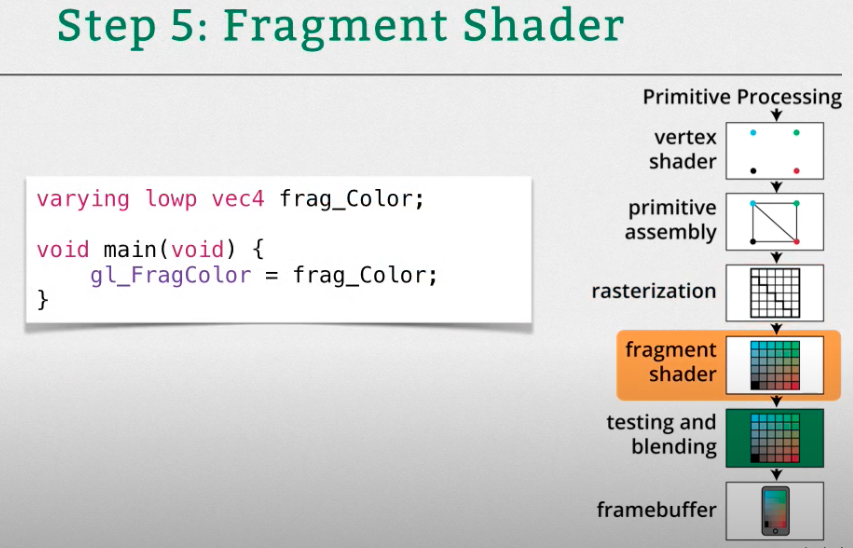 Step 5: Fragment Shader
varying lowp vec4 frag_Color;
void main(void) {
    gl_FragColor = frag_Color;
}
Primitive Processing
vertex
shader
primitive
assembly
rasterization
fragment
shader
testing and
blending
framebuffer